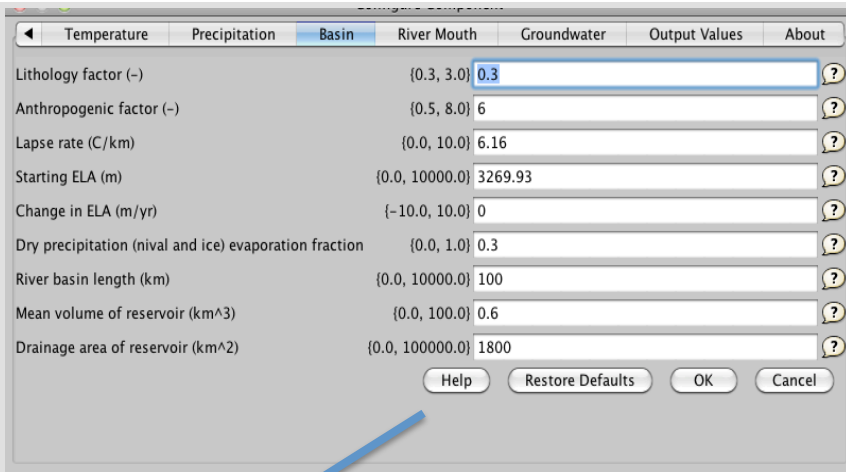 Configure Component
◀ Temperature Precipitation Basin River Mouth Groundwater Output Values About
Lithology factor (-) {0.3, 3.0} 0.3 ?
Anthropogenic factor (-) {0.5, 8.0} 6 ?
Lapse rate (C/km) {0.0, 10.0} 6.16 ?
Starting ELA (m) {0.0, 10000.0} 3269.93 ?
Change in ELA (m/yr) {-10.0, 10.0} 0 ?
Dry precipitation (nival and ice) evaporation fraction {0.0, 1.0} 0.3 ?
River basin length (km) {0.0, 10000.0} 100 ?
Mean volume of reservoir (km^3) {0.0, 100.0} 0.6 ?
Drainage area of reservoir (km^2) {0.0, 100000.0} 1800 ?
Help Restore Defaults OK Cancel